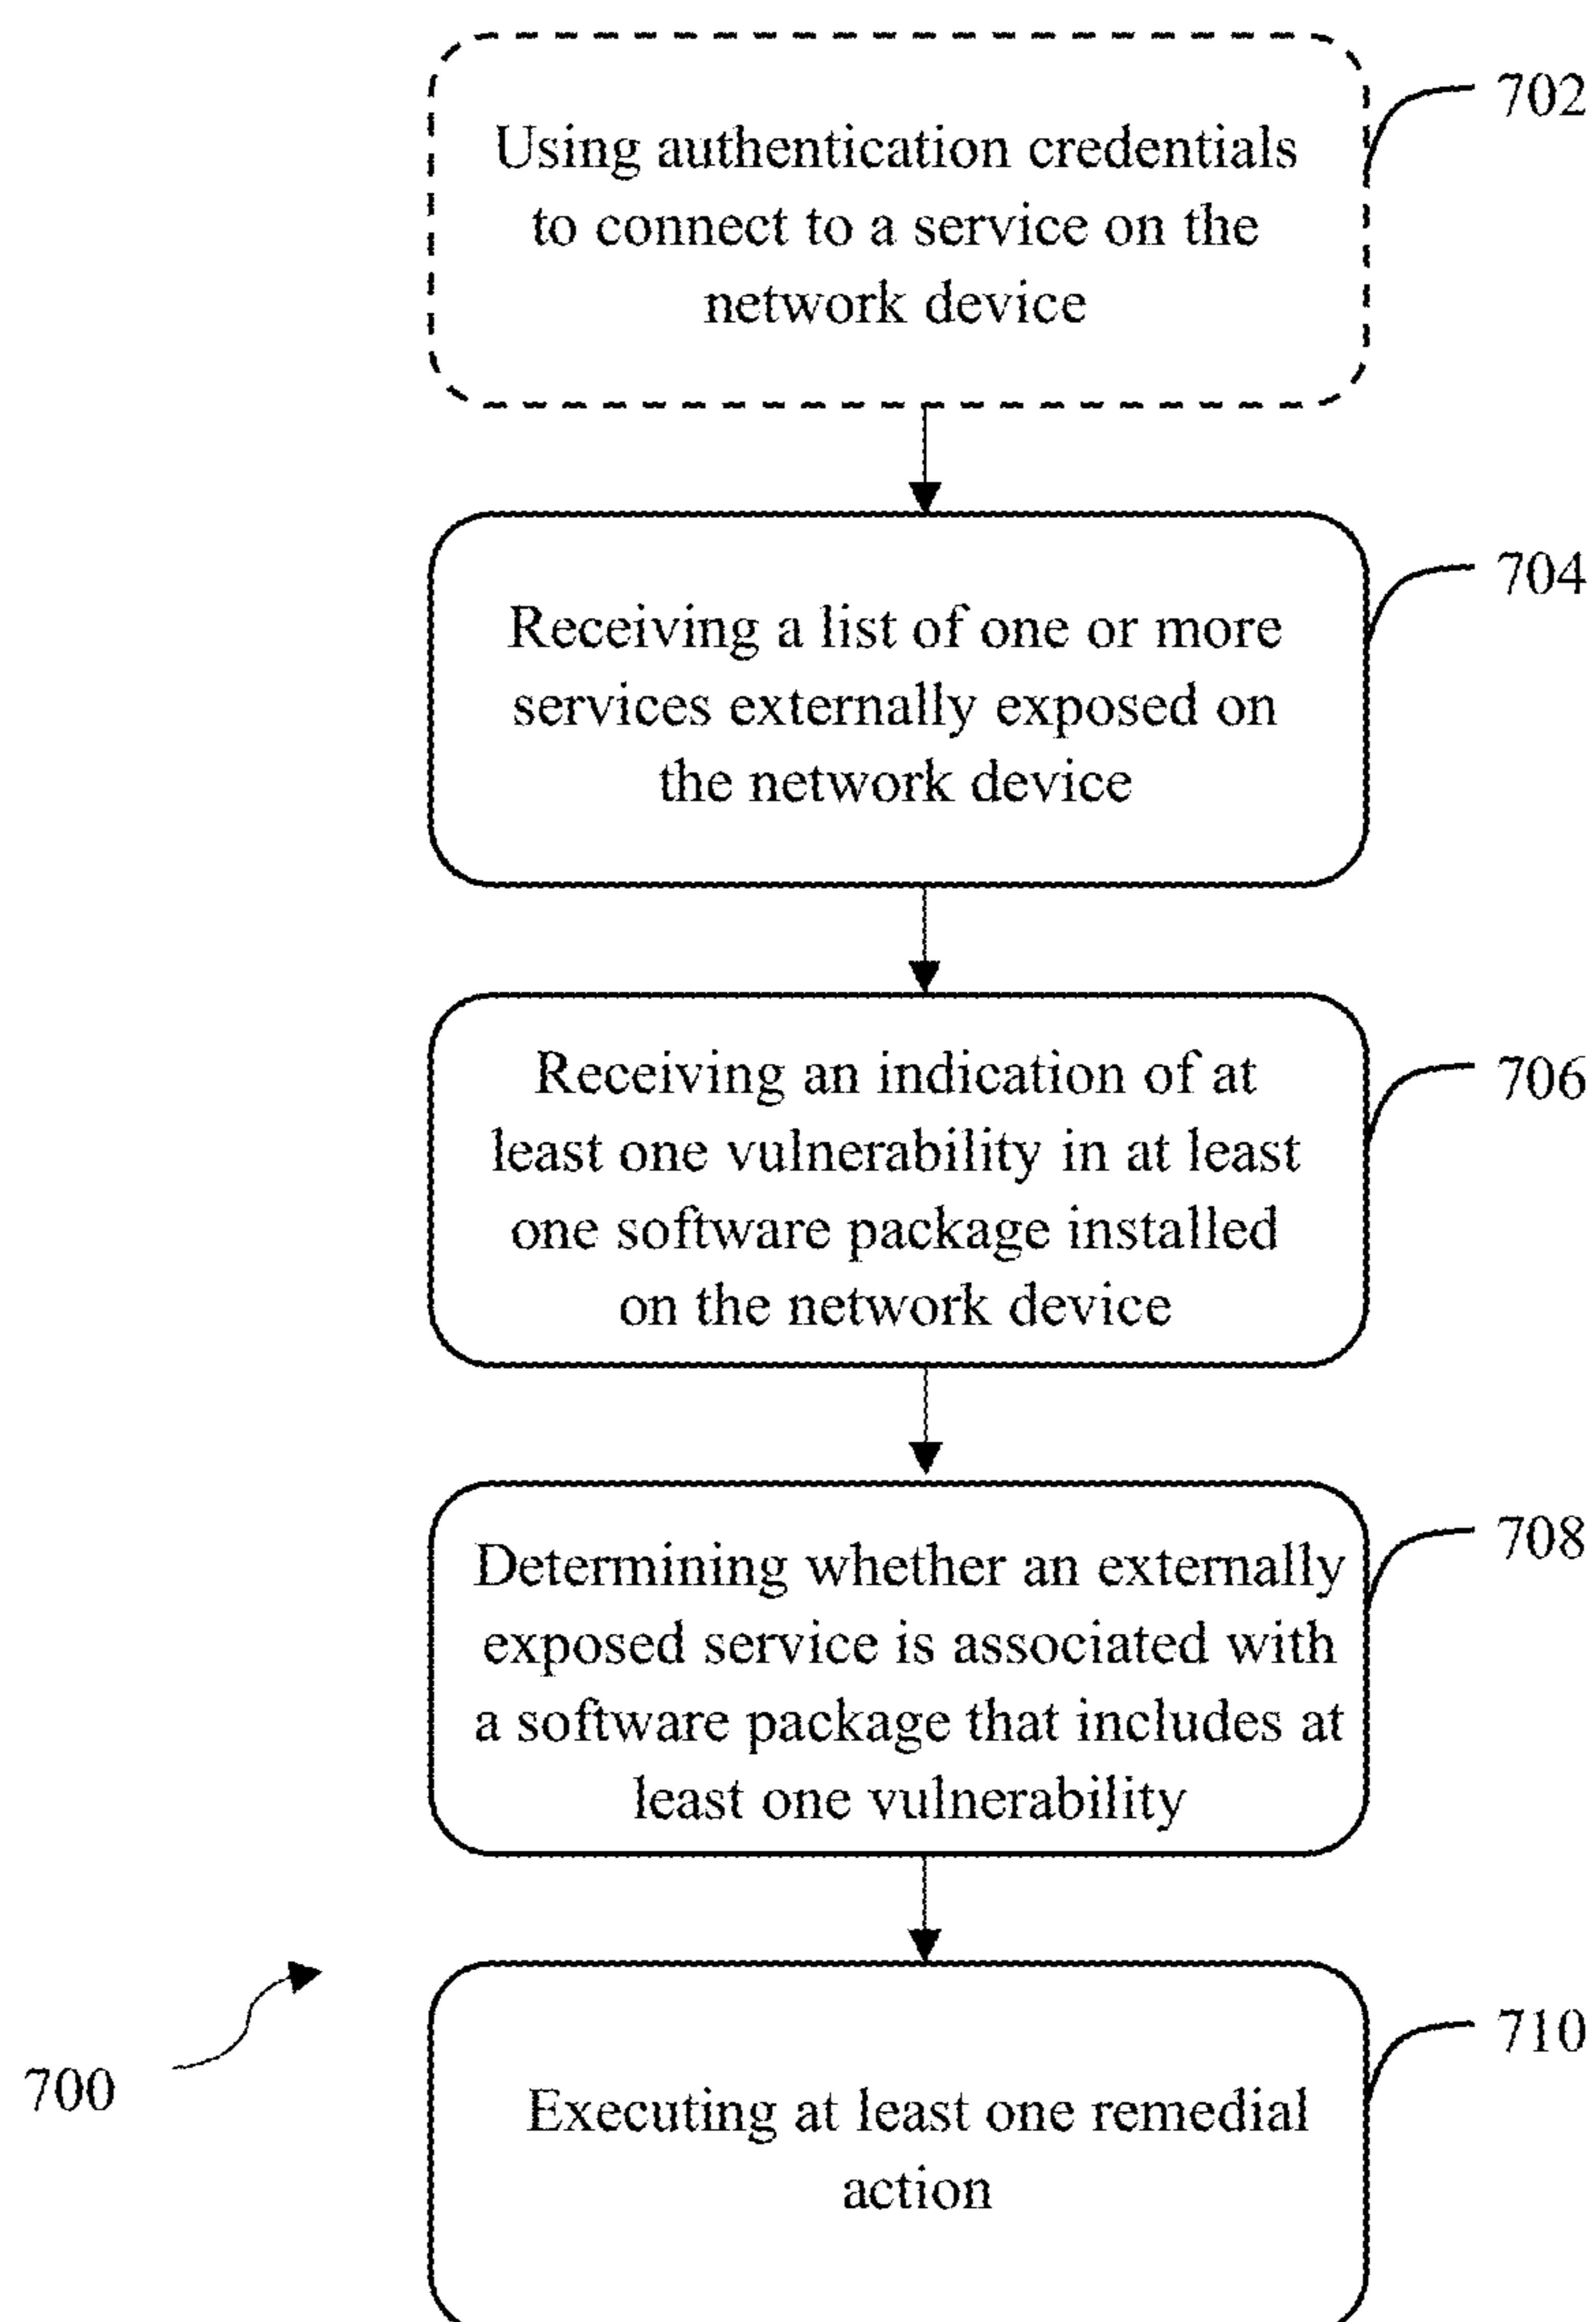 Using authentication credentials
to connect to a service on the
network device
702
Receiving a list of one or more
services externally exposed on
the network device
704
Receiving an indication of at
least one vulnerability in at least
one software package installed
on the network device
706
Determining whether an externally
exposed service is associated with
a software package that includes at
least one vulnerability
708
Executing at least one remedial
action
710
700